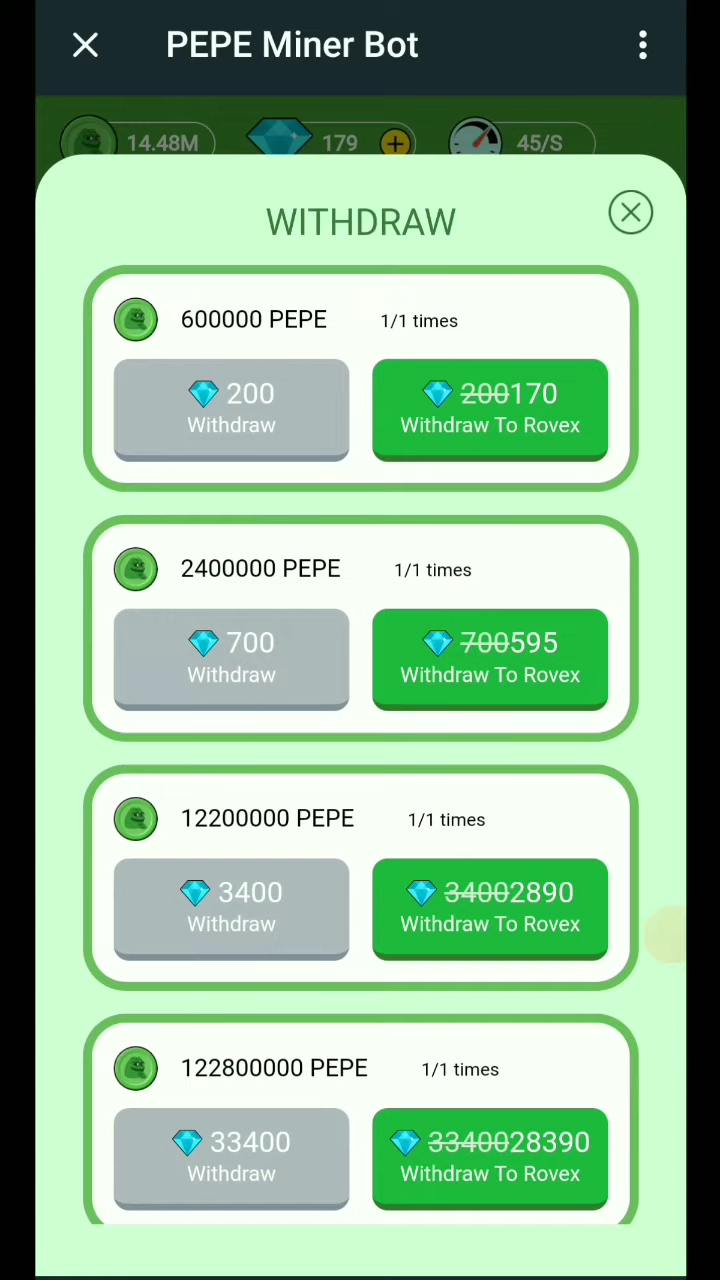 PEPE Miner Bot
14.48M 179 45/S
WITHDRAW
600000 PEPE 1/1 times
200 200170
Withdraw Withdraw To Rovex
2400000 PEPE 1/1 times
700 700595
Withdraw Withdraw To Rovex
12200000 PEPE 1/1 times
3400 34002890
Withdraw Withdraw To Rovex
122800000 PEPE 1/1 times
33400 3340028390
Withdraw Withdraw To Rovex